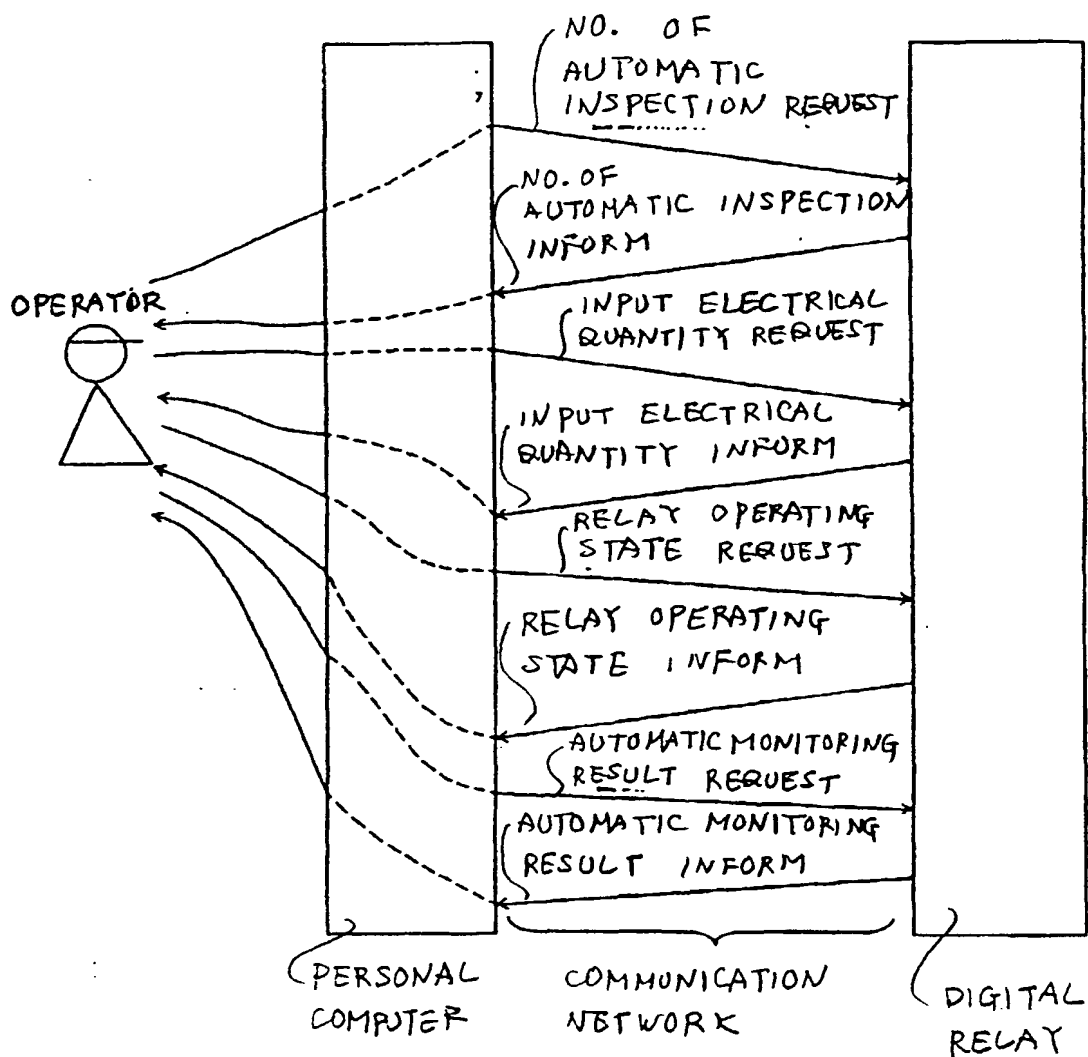 NO. OF
AUTOMATIC
INSPECTION REQUEST
NO. OF
AUTOMATIC INSPECTION
INFORM
OPERATOR
INPUT ELECTRICAL
QUANTITY REQUEST
INPUT ELECTRICAL
QUANTITY INFORM
RELAY OPERATING
STATE REQUEST
RELAY OPERATING
STATE INFORM
AUTOMATIC MONITORING
RESULT REQUEST
AUTOMATIC MONITORING
RESULT INFORM
PERSONAL
COMPUTER
COMMUNICATION
NETWORK
DIGITAL
RELAY